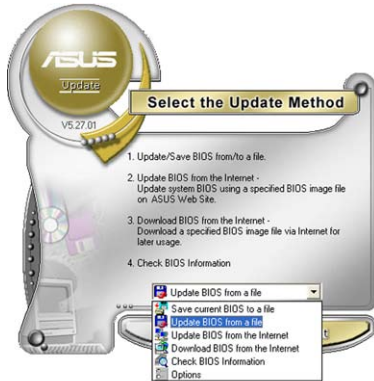 ASUS
Update
V5.27.01
Select the Update Method
1. Update/Save BIOS from/to a file.
2. Update BIOS from the Internet -
Update system BIOS using a specified BIOS image file
on ASUS Web Site.
3. Download BIOS from the Internet -
Download a specified BIOS image file via Internet for
later usage.
4. Check BIOS Information
Update BIOS from a file
Save current BIOS to a file
Update BIOS from a file
Update BIOS from the Internet
Download BIOS from the Internet
Check BIOS Information
Options